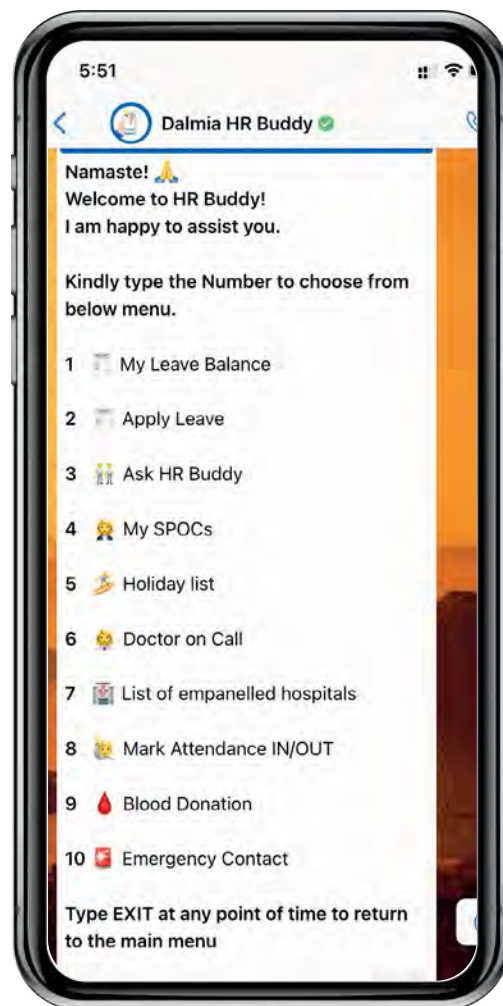 5:51
Dalmia HR Buddy
Namaste! 🙏
Welcome to HR Buddy!
I am happy to assist you.
Kindly type the Number to choose from
below menu.
1 My Leave Balance
2 Apply Leave
3 Ask HR Buddy
4 My SPOCs
5 Holiday list
6 Doctor on Call
7 List of empanelled hospitals
8 Mark Attendance IN/OUT
9 Blood Donation
10 Emergency Contact
Type EXIT at any point of time to return
to the main menu